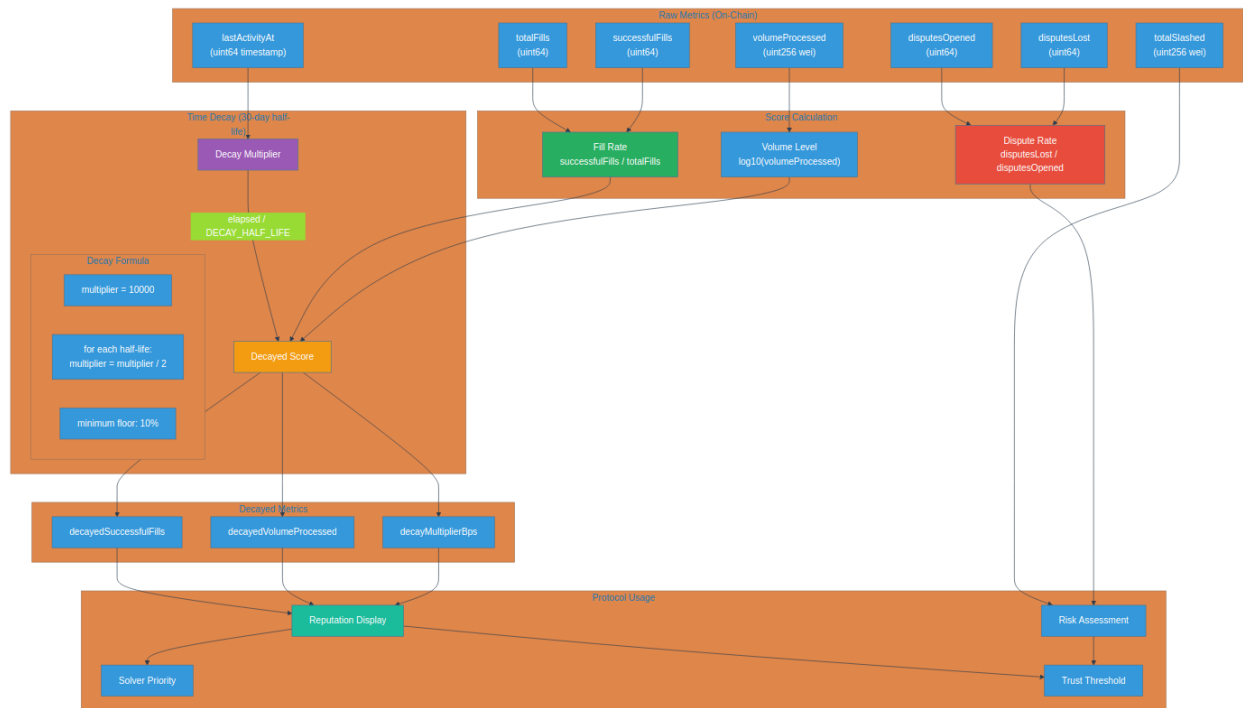 Raw Metrics (On-Chain)
lastActivityAt
(uint64 timestamp)
totalFills
(uint64)
successfulFills
(uint64)
volumeProcessed
(uint256 wei)
disputesOpened
(uint64)
disputesLost
(uint64)
totalSlashed
(uint256 wei)
Time Decay (30-day half-
life)
Decay Multiplier
elapsed /
DECAY_HALF_LIFE
Decay Formula
multiplier = 10000
for each half-life:
multiplier = multiplier / 2
minimum floor: 10%
Decayed Score
Score Calculation
Fill Rate
successfulFills / totalFills
Volume Level
log10(volumeProcessed)
Dispute Rate
disputesLost /
disputesOpened
Decayed Metrics
decayedSuccessfulFills
decayedVolumeProcessed
decayMultiplierBps
Protocol Usage
Reputation Display
Risk Assessment
Solver Priority
Trust Threshold